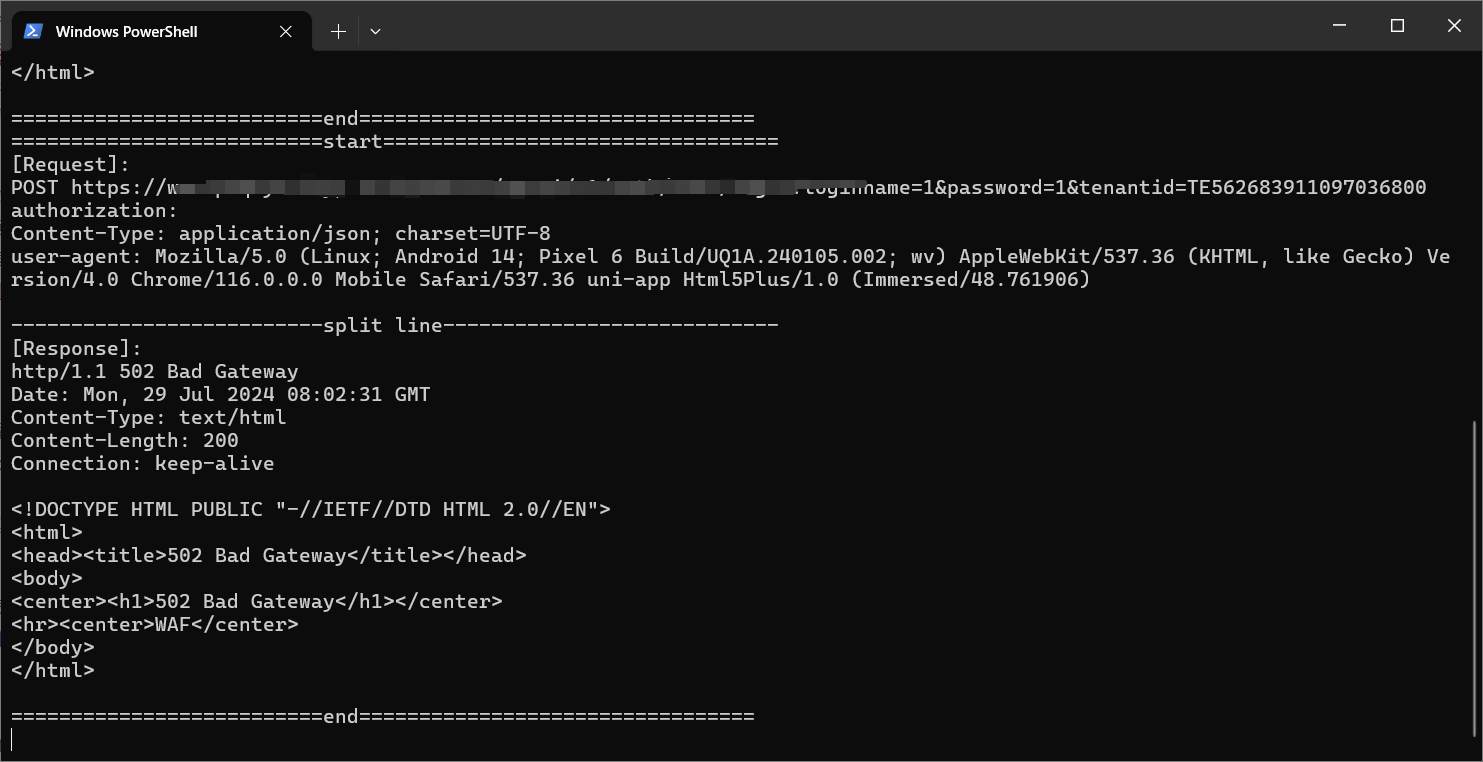 Windows PowerShell
</html>
==========================end=================================
==========================start=================================
[Request]:
POST https://w loginname=1&password=1&tenantid=TE562683911097036800
authorization:
Content-Type: application/json; charset=UTF-8
user-agent: Mozilla/5.0 (Linux; Android 14; Pixel 6 Build/UQ1A.240105.002; wv) AppleWebKit/537.36 (KHTML, like Gecko) Ve
rsion/4.0 Chrome/116.0.0.0 Mobile Safari/537.36 uni-app Html5Plus/1.0 (Immersed/48.761906)
--------------------------split line----------------------------
[Response]:
http/1.1 502 Bad Gateway
Date: Mon, 29 Jul 2024 08:02:31 GMT
Content-Type: text/html
Content-Length: 200
Connection: keep-alive
<!DOCTYPE HTML PUBLIC "-//IETF//DTD HTML 2.0//EN">
<html>
<head><title>502 Bad Gateway</title></head>
<body>
<center><h1>502 Bad Gateway</h1></center>
<hr><center>WAF</center>
</body>
</html>
==========================end=================================